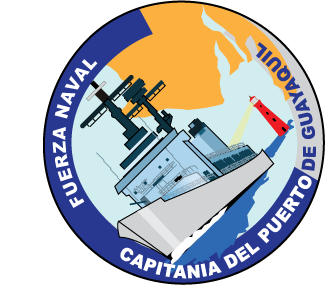 FUERZA NAVAL
CAPITANIA DEL PUERTO DE GUAYAQUIL